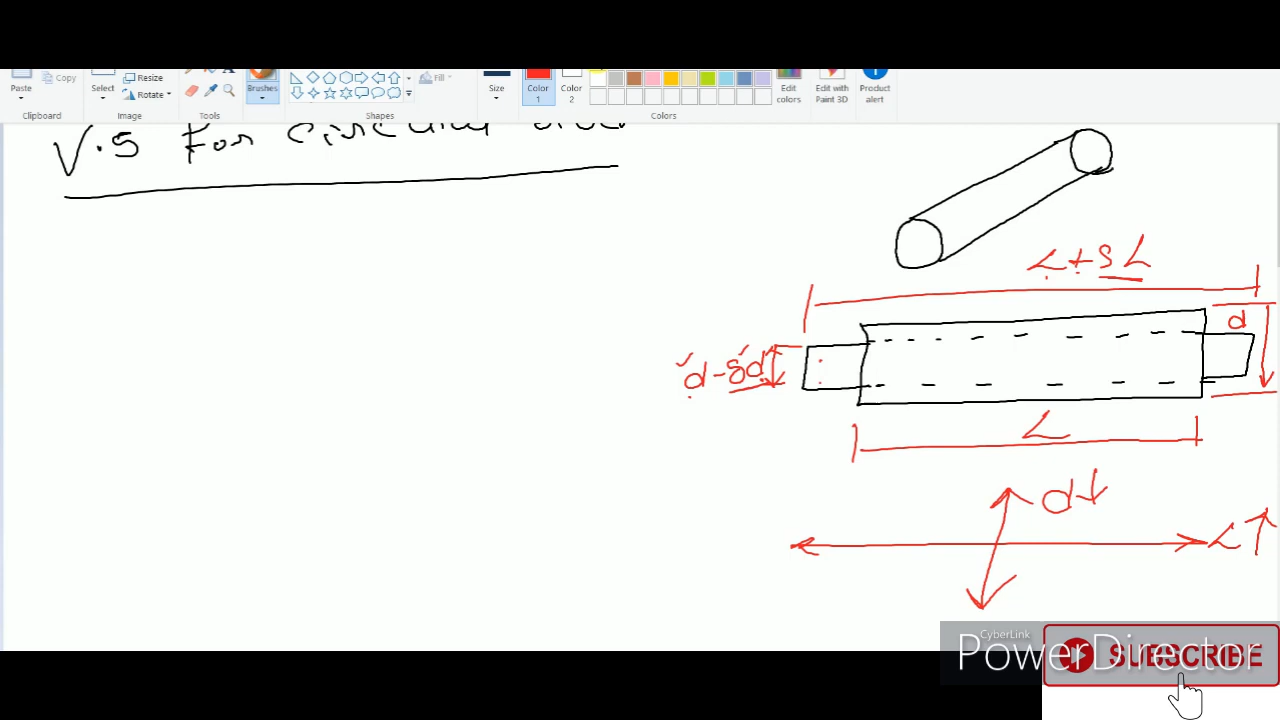 Paste
Copy
Select
Resize
Rotate
A
Brushes
Fill
Size
Color 1
Color 2
Edit colors
Edit with Paint 3D
Product alert
Clipboard
Image
Tools
Shapes
Colors
V.S For Circular
L + δL
d
d - δd
L
d↓
L↑
CyberLink
PowerDirector
SUBSCRIBE